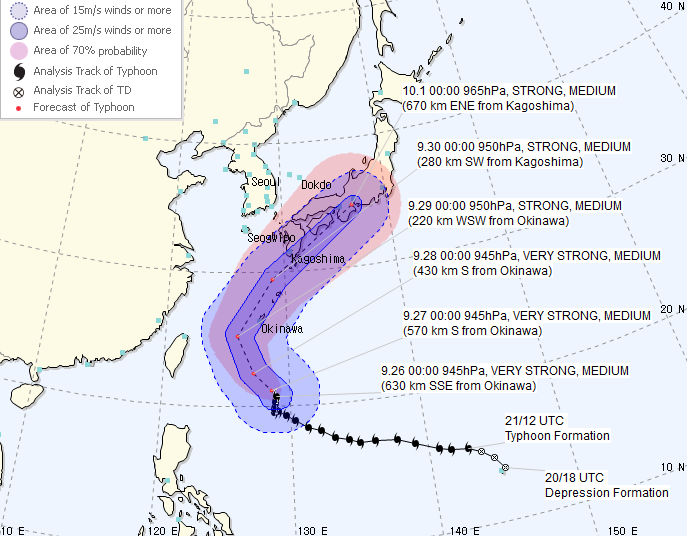 Area of 15m/s winds or more
Area of 25m/s winds or more
Area of 70% probability
Analysis Track of Typhoon
Analysis Track of TD
Forecast of Typhoon
40 N
10.1 00:00 965hPa, STRONG, MEDIUM
(670 km ENE from Kagoshima)
9.30 00:00 950hPa, STRONG, MEDIUM
(280 km SW from Kagoshima)
30 N
Seoul
Dokdo
9.29 00:00 950hPa, STRONG, MEDIUM
(220 km WSW from Okinawa)
Seogwipo
Kagoshima
9.28 00:00 945hPa, VERY STRONG, MEDIUM
(430 km S from Okinawa)
20 N
9.27 00:00 945hPa, VERY STRONG, MEDIUM
(570 km S from Okinawa)
Okinawa
9.26 00:00 945hPa, VERY STRONG, MEDIUM
(630 km SSE from Okinawa)
21/12 UTC
Typhoon Formation
10 N
20/18 UTC
Depression Formation
10 E
120 E
130 E
140 E
150 E